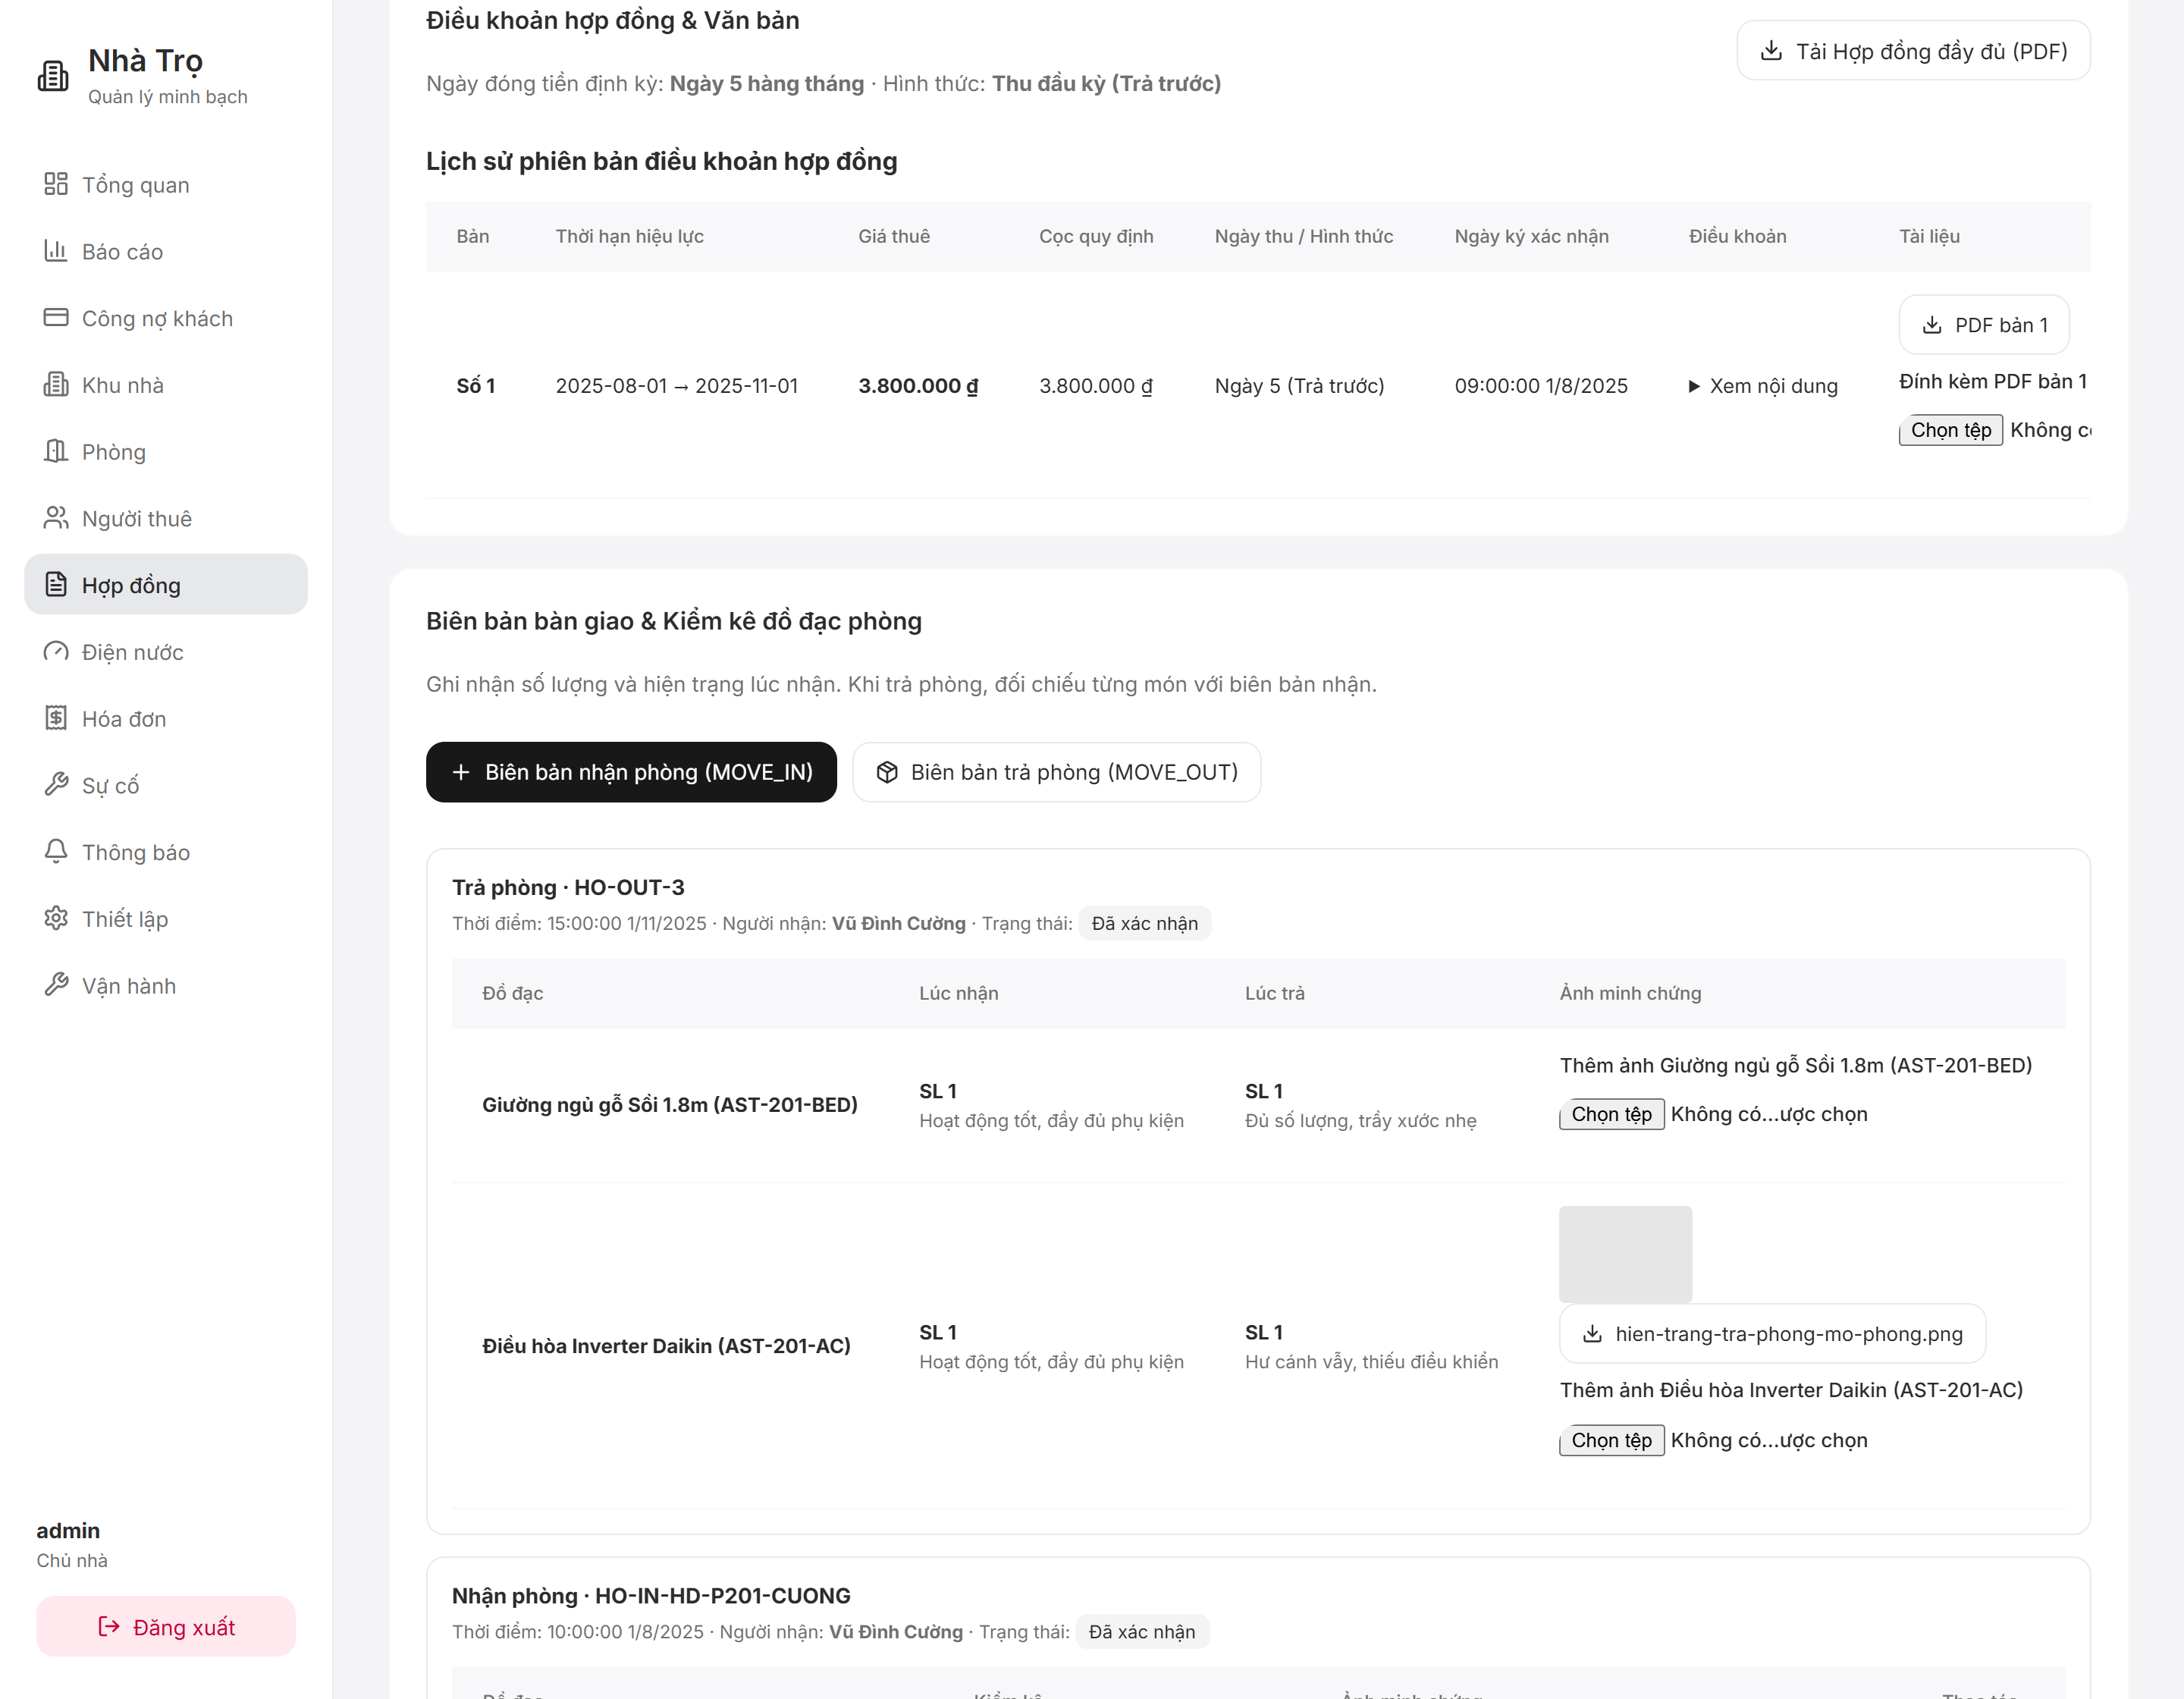 Nhà Trọ
Quản lý minh bạch
Tổng quan
Báo cáo
Công nợ khách
Khu nhà
Phòng
Người thuê
Hợp đồng
Điện nước
Hóa đơn
Sự cố
Thông báo
Thiết lập
Vận hành
admin
Chủ nhà
Đăng xuất
Điều khoản hợp đồng & Văn bản
Tải Hợp đồng đầy đủ (PDF)
Ngày đóng tiền định kỳ: Ngày 5 hàng tháng · Hình thức: Thu đầu kỳ (Trả trước)
Lịch sử phiên bản điều khoản hợp đồng
Bản Thời hạn hiệu lực Giá thuê Cọc quy định Ngày thu / Hình thức Ngày ký xác nhận Điều khoản Tài liệu
PDF bản 1
Số 1 2025-08-01 → 2025-11-01 3.800.000 ₫ 3.800.000 ₫ Ngày 5 (Trả trước) 09:00:00 1/8/2025 ▶ Xem nội dung Đính kèm PDF bản 1
Chọn tệp Không
Biên bản bàn giao & Kiểm kê đồ đạc phòng
Ghi nhận số lượng và hiện trạng lúc nhận. Khi trả phòng, đối chiếu từng món với biên bản nhận.
Biên bản nhận phòng (MOVE_IN) Biên bản trả phòng (MOVE_OUT)
Trả phòng · HO-OUT-3
Thời điểm: 15:00:00 1/11/2025 · Người nhận: Vũ Đình Cường · Trạng thái: Đã xác nhận
Đồ đạc Lúc nhận Lúc trả Ảnh minh chứng
Thêm ảnh Giường ngủ gỗ Sồi 1.8m (AST-201-BED)
Giường ngủ gỗ Sồi 1.8m (AST-201-BED) SL 1 SL 1
Hoạt động tốt, đầy đủ phụ kiện Đủ số lượng, trầy xước nhẹ Chọn tệp Không có...ược chọn
hien-trang-tra-phong-mo-phong.png
Điều hòa Inverter Daikin (AST-201-AC) SL 1 SL 1
Hoạt động tốt, đầy đủ phụ kiện Hư cánh vẫy, thiếu điều khiển
Thêm ảnh Điều hòa Inverter Daikin (AST-201-AC)
Chọn tệp Không có...ược chọn
Nhận phòng · HO-IN-HD-P201-CUONG
Thời điểm: 10:00:00 1/8/2025 · Người nhận: Vũ Đình Cường · Trạng thái: Đã xác nhận